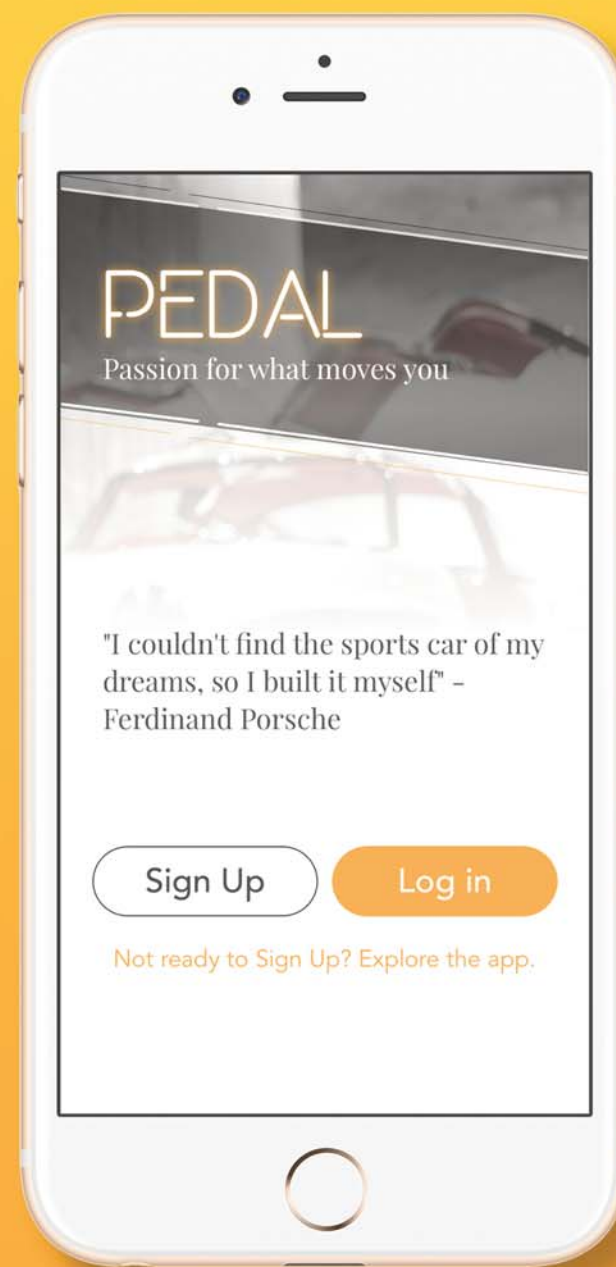 PEDAL
Passion for what moves you
"I couldn't find the sports car of my
dreams, so I built it myself" -
Ferdinand Porsche
Sign Up
Log in
Not ready to Sign Up? Explore the app.